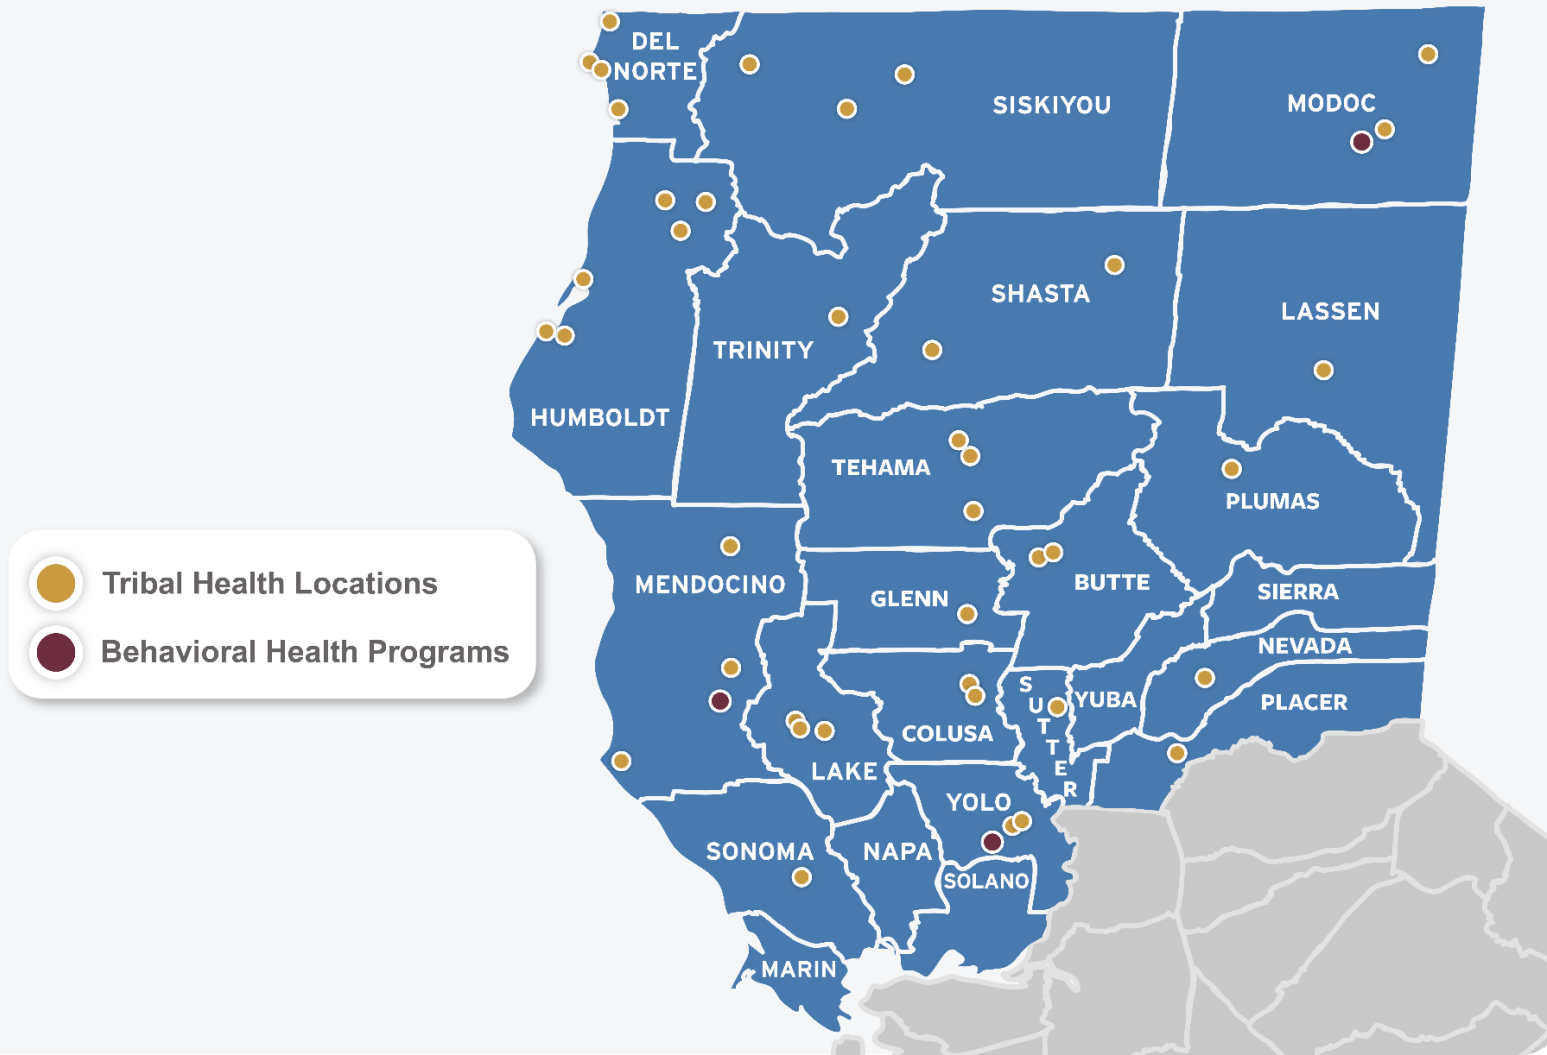 DEL
NORTE
SISKIYOU
MODOC
SHASTA
LASSEN
TRINITY
HUMBOLDT
TEHAMA
PLUMAS
Tribal Health Locations
Behavioral Health Programs
MENDOCINO
GLENN
BUTTE
SIERRA
NEVADA
SUTTER
YUBA
PLACER
COLUSA
LAKE
YOLO
SONOMA
NAPA
SOLANO
MARIN